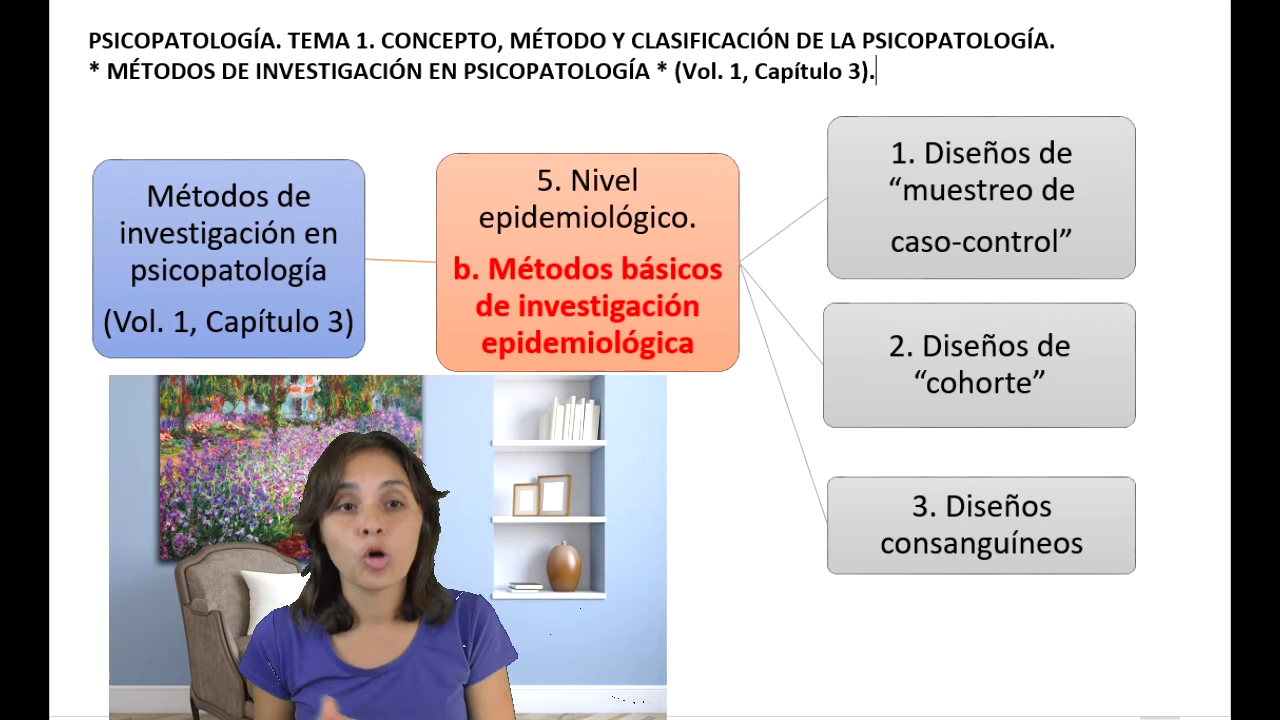 PSICOPATOLOGÍA. TEMA 1. CONCEPTO, MÉTODO Y CLASIFICACIÓN DE LA PSICOPATOLOGÍA.
* MÉTODOS DE INVESTIGACIÓN EN PSICOPATOLOGÍA * (Vol. 1, Capítulo 3).
Métodos de
investigación en
psicopatología
(Vol. 1, Capítulo 3)
5. Nivel
epidemiológico.
b. Métodos básicos
de investigación
epidemiológica
1. Diseños de
“muestreo de
caso-control”
2. Diseños de
“cohorte”
3. Diseños
consanguíneos